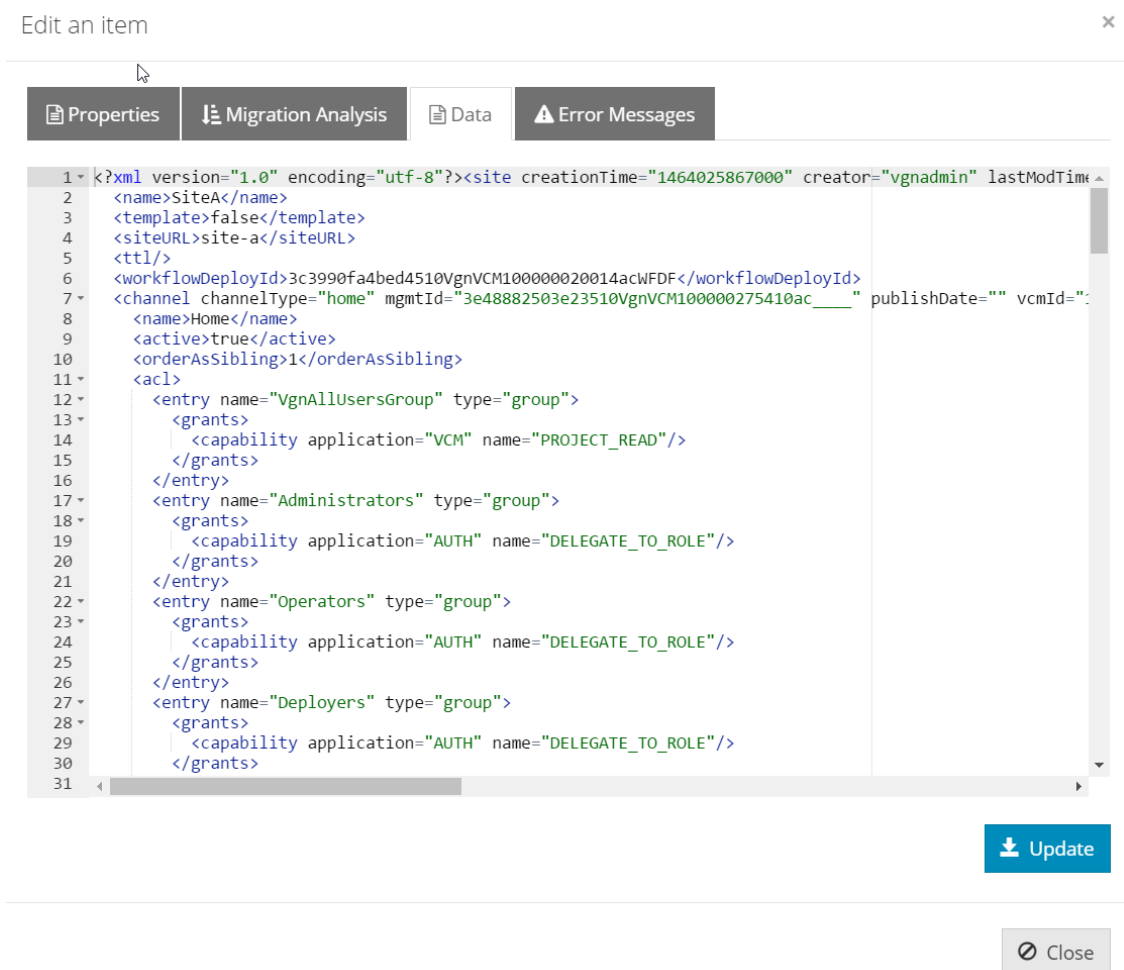 Edit an item
×
Properties Migration Analysis Data Error Messages
1 <?xml version="1.0" encoding="utf-8"?><site creationTime="1464025867000" creator="vgnadmin" lastModTime
2 <name>SiteA</name>
3 <template>false</template>
4 <siteURL>site-a</siteURL>
5 <ttl/>
6 <workflowDeployId>3c3990fa4bed4510VgnVCM100000020014acWFDF</workflowDeployId>
7 <channel channelType="home" mgmtId="3e48882503e23510VgnVCM100000275410ac____" publishDate="" vcmId="
8 <name>Home</name>
9 <active>true</active>
10 <orderAsSibling>1</orderAsSibling>
11 <acl>
12 <entry name="VgnAllUsersGroup" type="group">
13 <grants>
14 <capability application="VCM" name="PROJECT_READ"/>
15 </grants>
16 </entry>
17 <entry name="Administrators" type="group">
18 <grants>
19 <capability application="AUTH" name="DELEGATE_TO_ROLE"/>
20 </grants>
21 </entry>
22 <entry name="Operators" type="group">
23 <grants>
24 <capability application="AUTH" name="DELEGATE_TO_ROLE"/>
25 </grants>
26 </entry>
27 <entry name="Deployers" type="group">
28 <grants>
29 <capability application="AUTH" name="DELEGATE_TO_ROLE"/>
30 </grants>
31
Update
Close